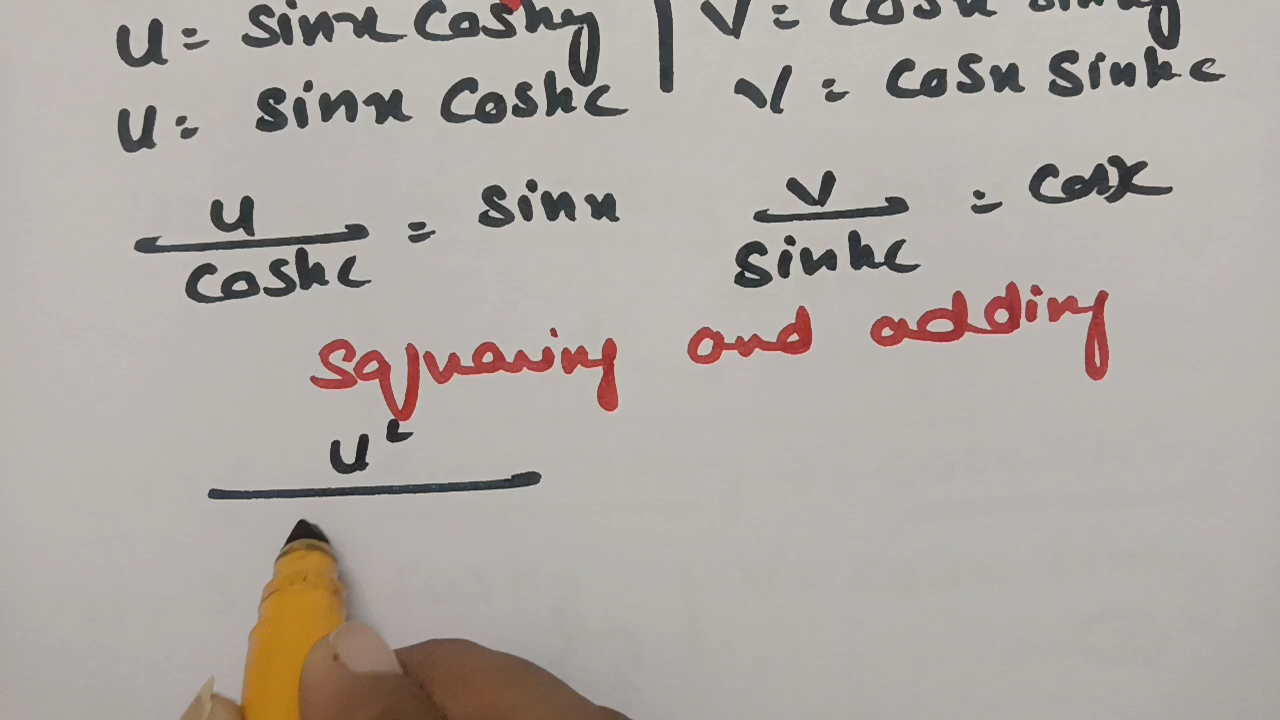 u = sinx coshy | v = cosx sinhy
u = sinx coshc v = cosx sinhc
u/coshc = sinx v/sinhc = cosx
squaring and adding
u²